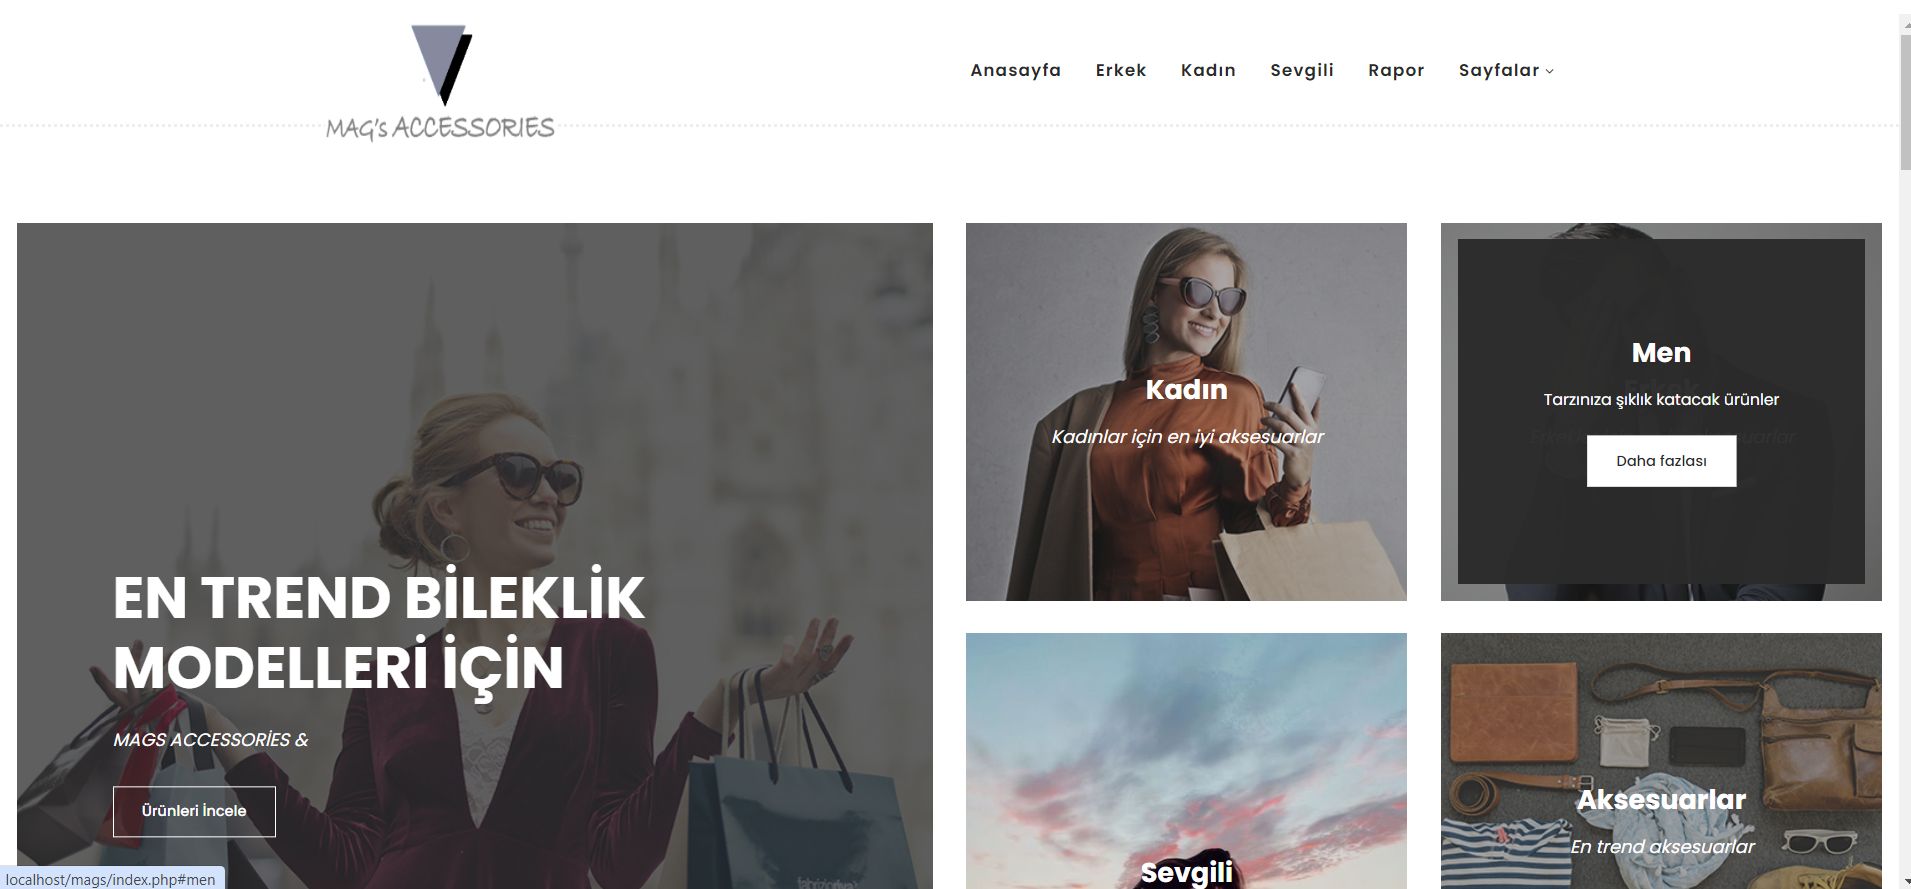 MAG's ACCESSORIES
Anasayfa Erkek Kadın Sevgili Rapor Sayfalar
EN TREND BİLEKLİK
MODELLERİ İÇİN
MAGS ACCESSORİES &
Ürünleri İncele
Kadın
Kadınlar için en iyi aksesuarlar
Men
Erkek
Tarzınıza şıklık katacak ürünler
Daha fazlası
Sevgili
Aksesuarlar
En trend aksesuarlar
localhost/mags/index.php#men